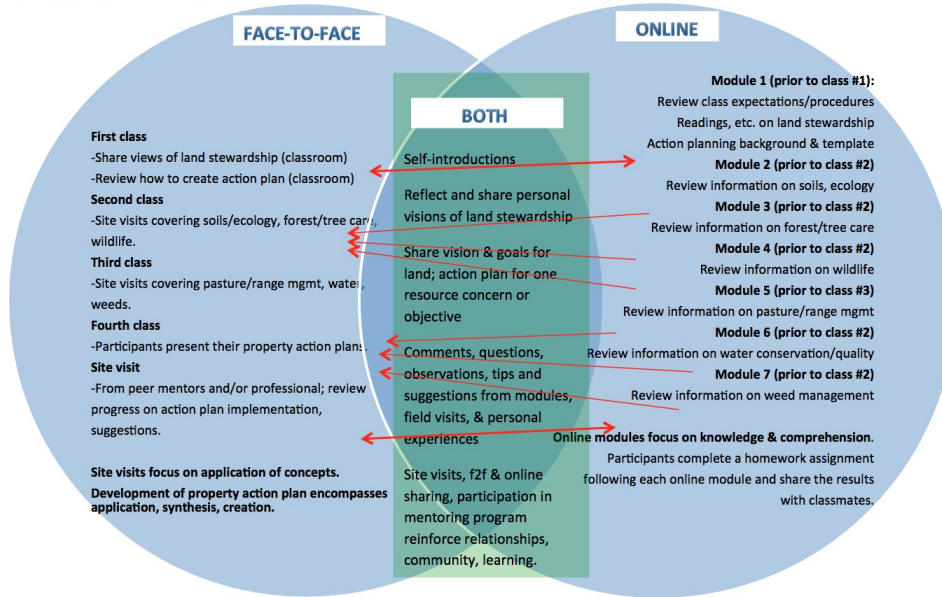 FACE-TO-FACE
First class
-Share views of land stewardship (classroom)
-Review how to create action plan (classroom)
Second class
-Site visits covering soils/ecology, forest/tree care,
wildlife.
Third class
-Site visits covering pasture/range mgmt, water,
weeds.
Fourth class
-Participants present their property action plans.
Site visit
-From peer mentors and/or professional; review
progress on action plan implementation,
suggestions.
Site visits focus on application of concepts.
Development of property action plan encompasses
application, synthesis, creation.
BOTH
Self-introductions
Reflect and share personal
visions of land stewardship
Share vision & goals for
land; action plan for one
resource concern or
objective
Comments, questions,
observations, tips and
suggestions from modules,
field visits, & personal
experiences
Site visits, f2f & online
sharing, participation in
mentoring program
reinforce relationships,
community, learning.
ONLINE
Module 1 (prior to class #1):
Review class expectations/procedures
Readings, etc. on land stewardship
Action planning background & template
Module 2 (prior to class #2)
Review information on soils, ecology
Module 3 (prior to class #2)
Review information on forest/tree care
Module 4 (prior to class #2)
Review information on wildlife
Module 5 (prior to class #3)
Review information on pasture/range mgmt
Module 6 (prior to class #2)
Review information on water conservation/quality
Module 7 (prior to class #2)
Review information on weed management
Online modules focus on knowledge & comprehension.
Participants complete a homework assignment
following each online module and share the results
with classmates.